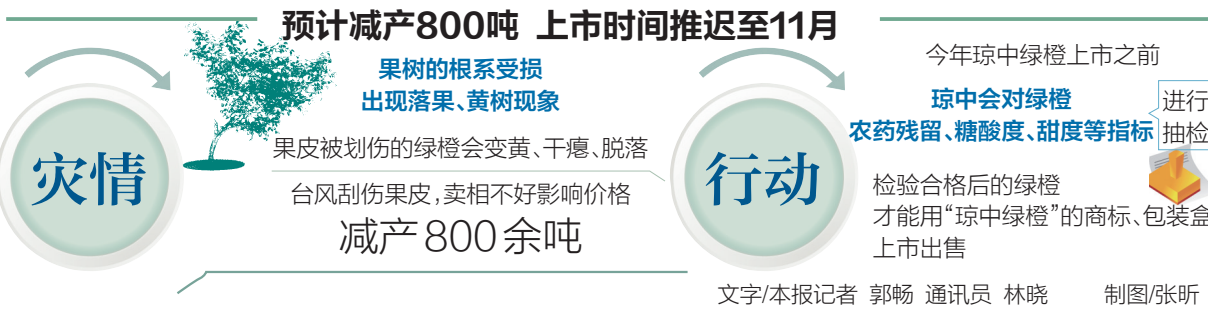 预计减产800吨 上市时间推迟至11月
灾情
果树的根系受损
出现落果、黄树现象
果皮被划伤的绿橙会变黄、干瘪、脱落
台风刮伤果皮,卖相不好影响价格
减产800余吨
行动
今年琼中绿橙上市之前
琼中会对绿橙
农药残留、糖酸度、甜度等指标
进行
抽检
检验合格后的绿橙
才能用“琼中绿橙”的商标、包装盒
上市出售
文字/本报记者 郭畅 通讯员 林晓 制图/张昕